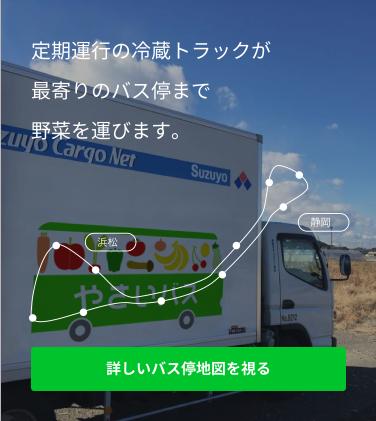 定期運行の冷蔵トラックが
最寄りのバス停まで
野菜を運びます。
Suzuyo Cargo Net
Suzuyo
静岡
浜松
やさいバス
No.8212
詳しいバス停地図を視る